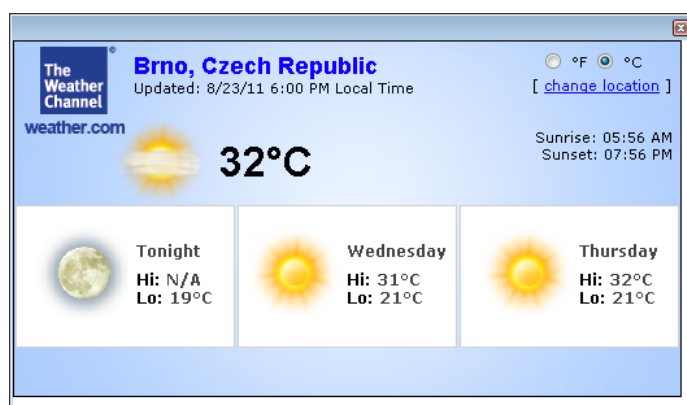 The
Weather
Channel
®
weather.com
Brno, Czech Republic
Updated: 8/23/11 6:00 PM Local Time
°F °C
[ change location ]
32°C
Sunrise: 05:56 AM
Sunset: 07:56 PM
Tonight
Hi: N/A
Lo: 19°C
Wednesday
Hi: 31°C
Lo: 21°C
Thursday
Hi: 32°C
Lo: 21°C